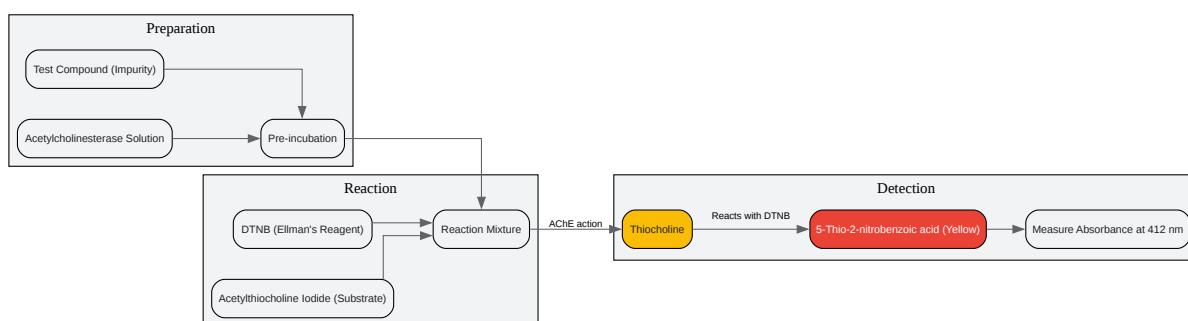 Preparation
Test Compound (Impurity)
Acetylcholinesterase Solution
Pre-incubation
Reaction
DTNB (Ellman's Reagent)
Reaction Mixture
Acetylthiocholine Iodide (Substrate)
AChE action
Detection
Thiocholine
Reacts with DTNB
5-Thio-2-nitrobenzoic acid (Yellow)
Measure Absorbance at 412 nm